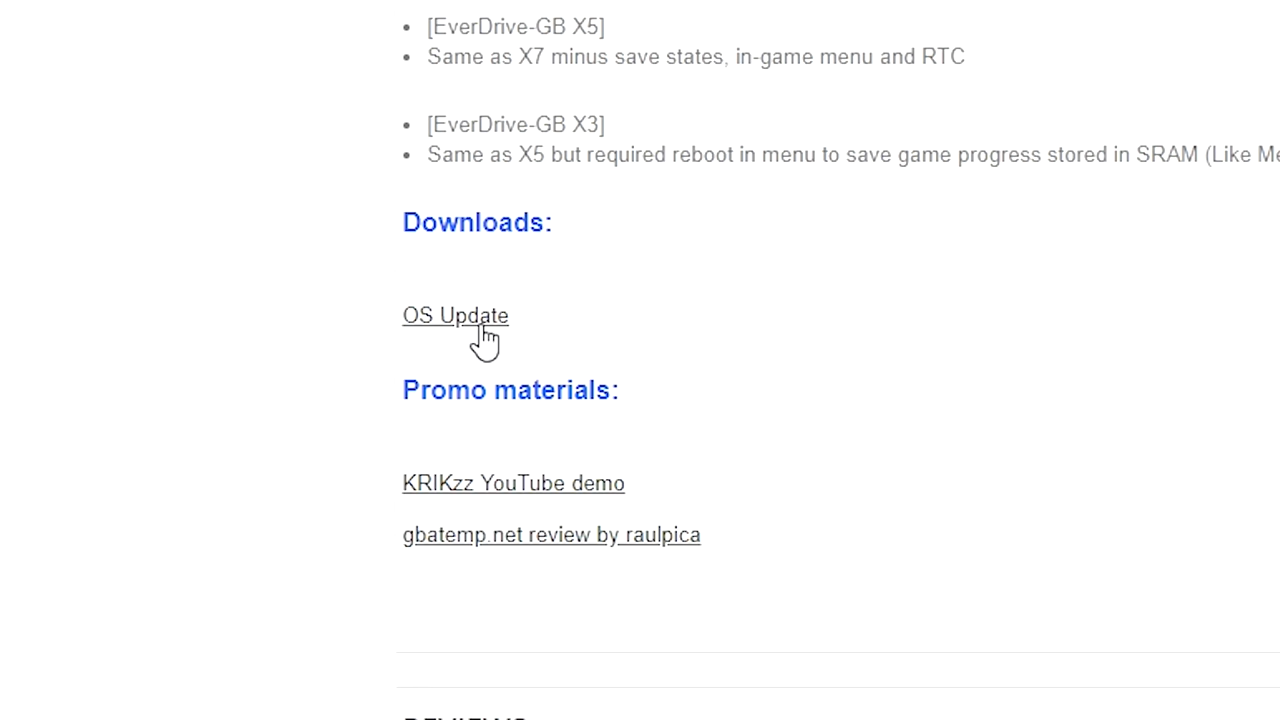 [EverDrive-GB X5]
Same as X7 minus save states, in-game menu and RTC
[EverDrive-GB X3]
Same as X5 but required reboot in menu to save game progress stored in SRAM (Like
Downloads:
OS Update
Promo materials:
KRIKzz YouTube demo
gbatemp.net review by raulpica